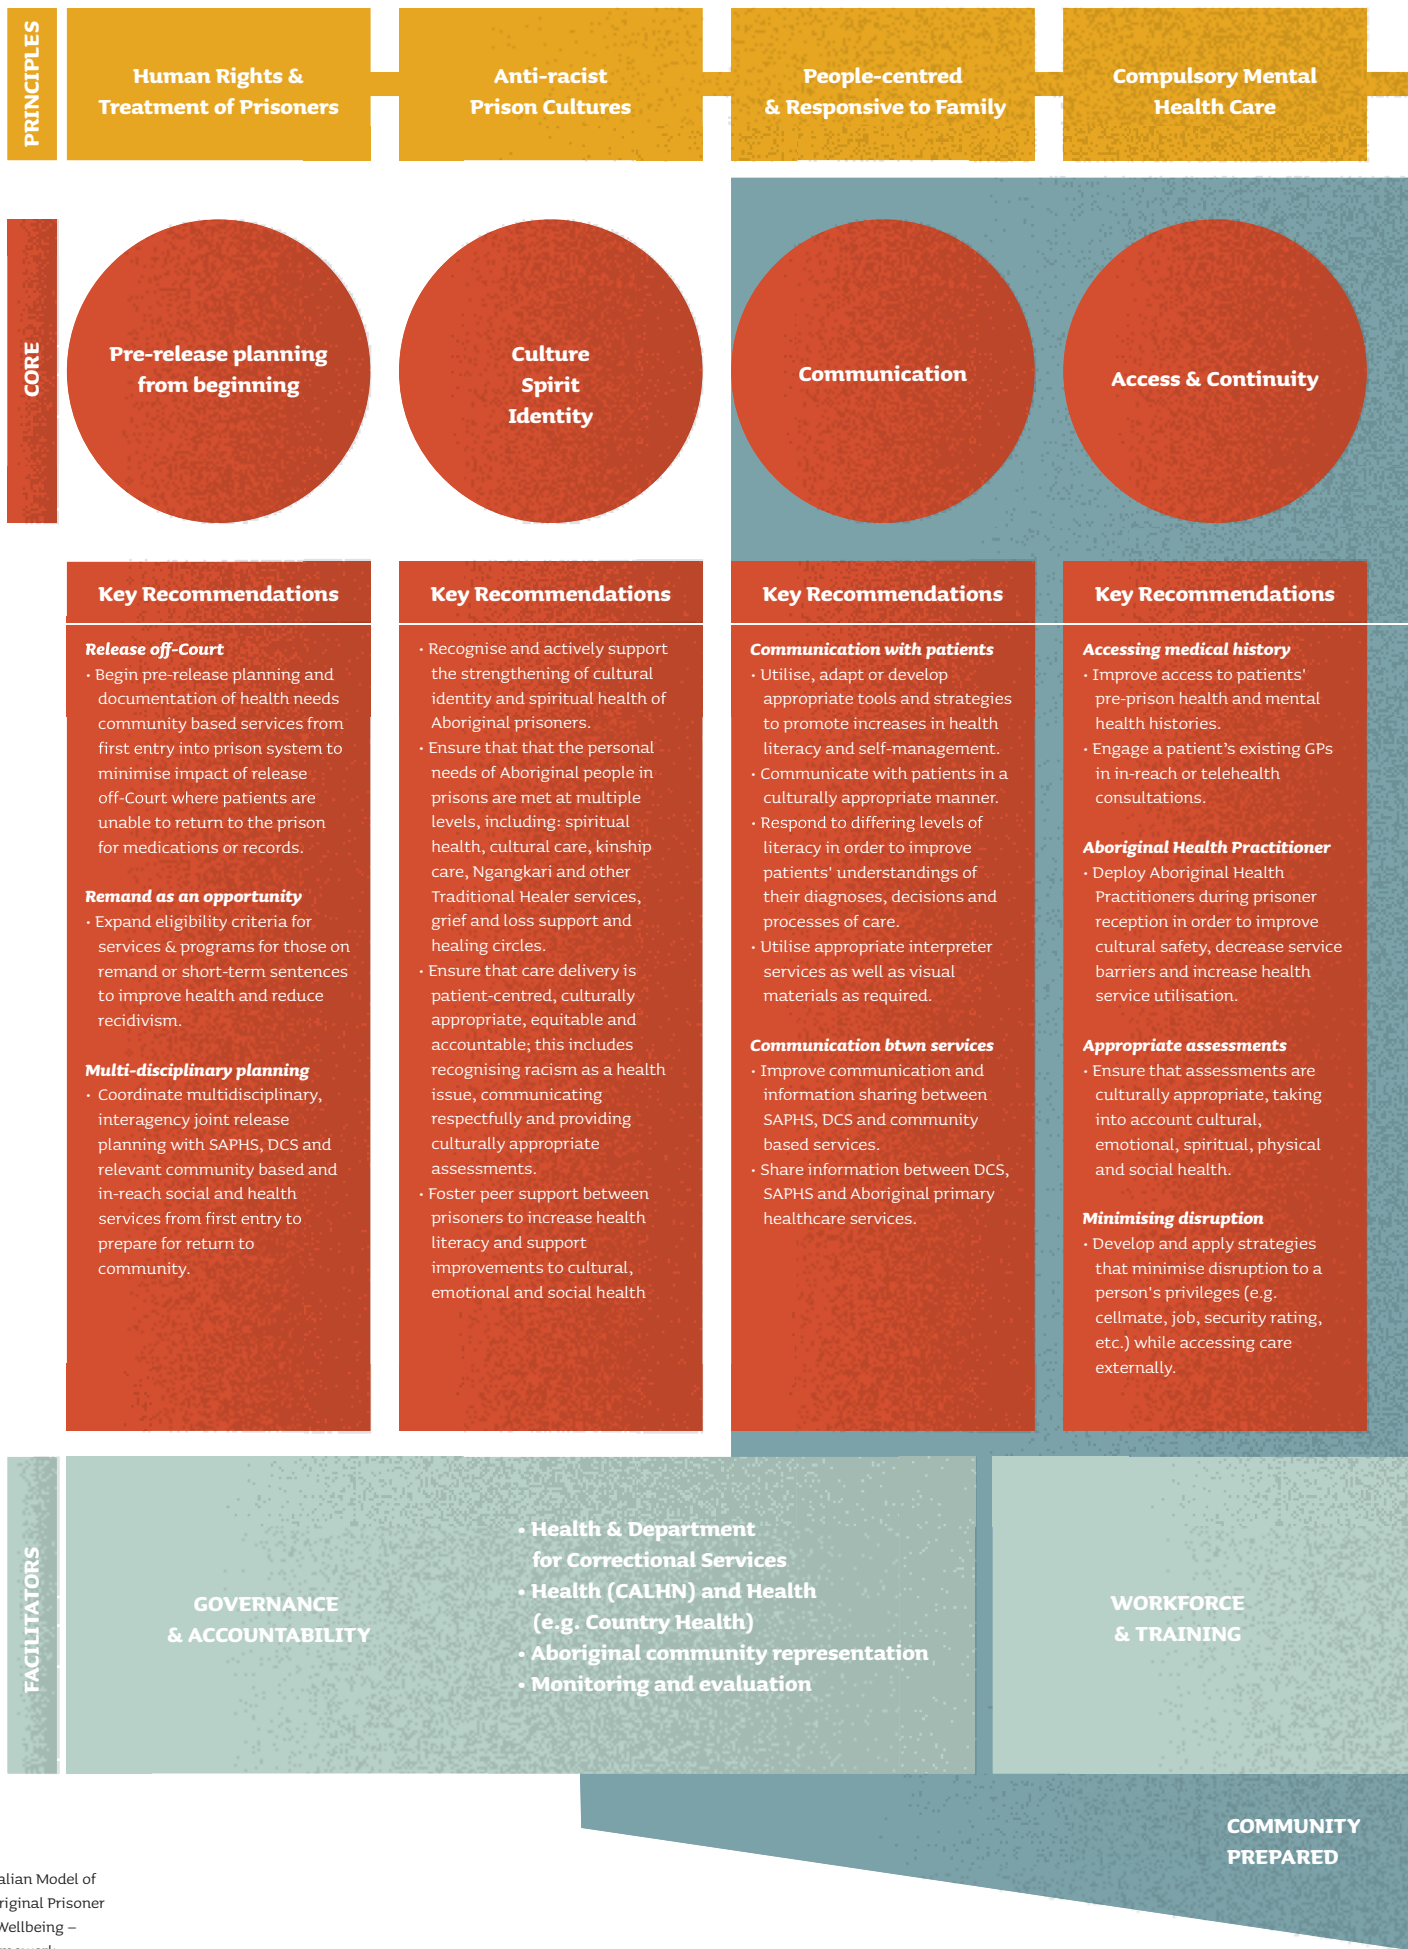 PRINCIPLES
Human Rights &
Treatment of Prisoners
Anti-racist
Prison Cultures
People-centred
& Responsive to Family
Compulsory Mental
Health Care
CORE
Pre-release planning
from beginning
Culture
Spirit
Identity
Communication
Access & Continuity
Key Recommendations
Release off-Court
• Begin pre-release planning and
documentation of health needs
community based services from
first entry into prison system to
minimise impact of release
off-Court where patients are
unable to return to the prison
for medications or records.
Remand as an opportunity
• Expand eligibility criteria for
services & programs for those on
remand or short-term sentences
to improve health and reduce
recidivism.
Multi-disciplinary planning
• Coordinate multidisciplinary,
interagency joint release
planning with SAPHS, DCS and
relevant community based and
in-reach social and health
services from first entry to
prepare for return to
community.
Key Recommendations
• Recognise and actively support
the strengthening of cultural
identity and spiritual health of
Aboriginal prisoners.
• Ensure that that the personal
needs of Aboriginal people in
prisons are met at multiple
levels, including: spiritual
health, cultural care, kinship
care, Ngangkari and other
Traditional Healer services,
grief and loss support and
healing circles.
• Ensure that care delivery is
patient-centred, culturally
appropriate, equitable and
accountable; this includes
recognising racism as a health
issue, communicating
respectfully and providing
culturally appropriate
assessments.
• Foster peer support between
prisoners to increase health
literacy and support
improvements to cultural,
emotional and social health
Key Recommendations
Communication with patients
• Utilise, adapt or develop
appropriate tools and strategies
to promote increases in health
literacy and self-management.
• Communicate with patients in a
culturally appropriate manner.
• Respond to differing levels of
literacy in order to improve
patients' understandings of
their diagnoses, decisions and
processes of care.
• Utilise appropriate interpreter
services as well as visual
materials as required.
Communication btwn services
• Improve communication and
information sharing between
SAPHS, DCS and community
based services.
• Share information between DCS,
SAPHS and Aboriginal primary
healthcare services.
Key Recommendations
Accessing medical history
• Improve access to patients'
pre-prison health and mental
health histories.
• Engage a patient’s existing GPs
in in-reach or telehealth
consultations.
Aboriginal Health Practitioner
• Deploy Aboriginal Health
Practitioners during prisoner
reception in order to improve
cultural safety, decrease service
barriers and increase health
service utilisation.
Appropriate assessments
• Ensure that assessments are
culturally appropriate, taking
into account cultural,
emotional, spiritual, physical
and social health.
Minimising disruption
• Develop and apply strategies
that minimise disruption to a
person's privileges (e.g.
cellmate, job, security rating,
etc.) while accessing care
externally.
FACILITATORS
GOVERNANCE
& ACCOUNTABILITY
• Health & Department
for Correctional Services
• Health (CALHN) and Health
(e.g. Country Health)
• Aboriginal community representation
• Monitoring and evaluation
WORKFORCE
& TRAINING
COMMUNITY
PREPARED
alian Model of
riginal Prisoner
Wellbeing –